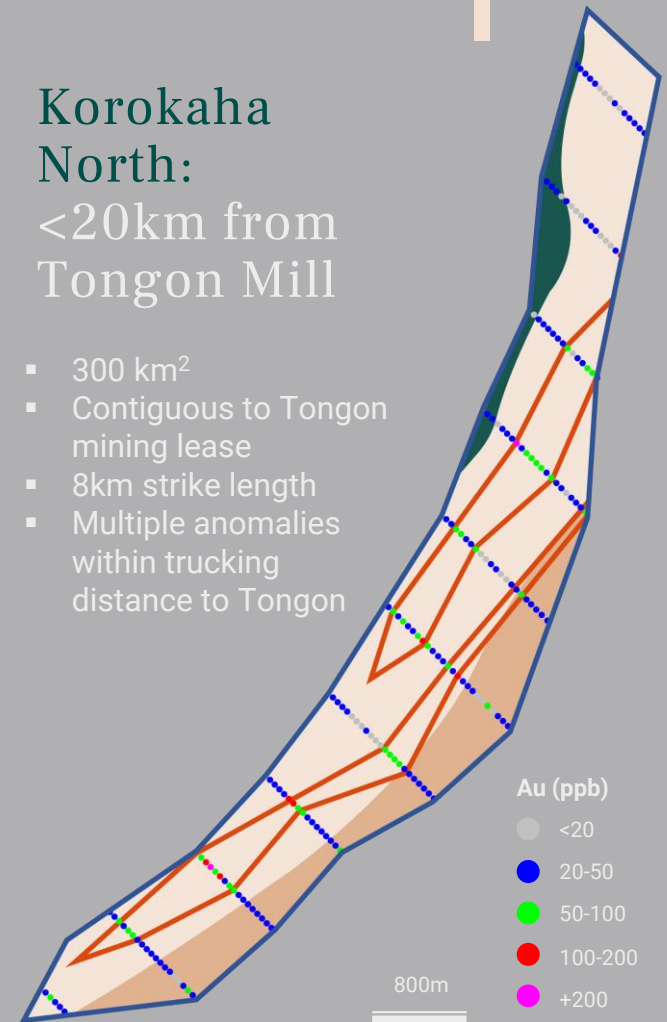 Korokaha
North:
<20km from
Tongon Mill
▪ 300 km²
▪ Contiguous to Tongon
mining lease
▪ 8km strike length
▪ Multiple anomalies
within trucking
distance to Tongon
Au (ppb)
<20
20-50
50-100
100-200
+200
800m